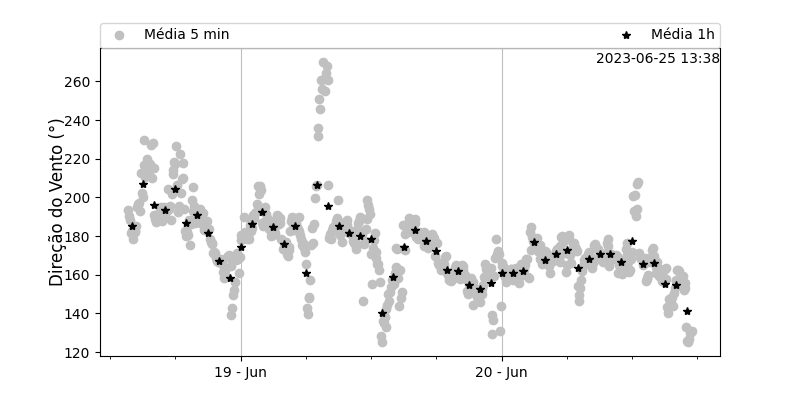 Média 5 min
Média 1h
2023-06-25 13:38
Direção do Vento (°)
260
240
220
200
180
160
140
120
19 - Jun
20 - Jun